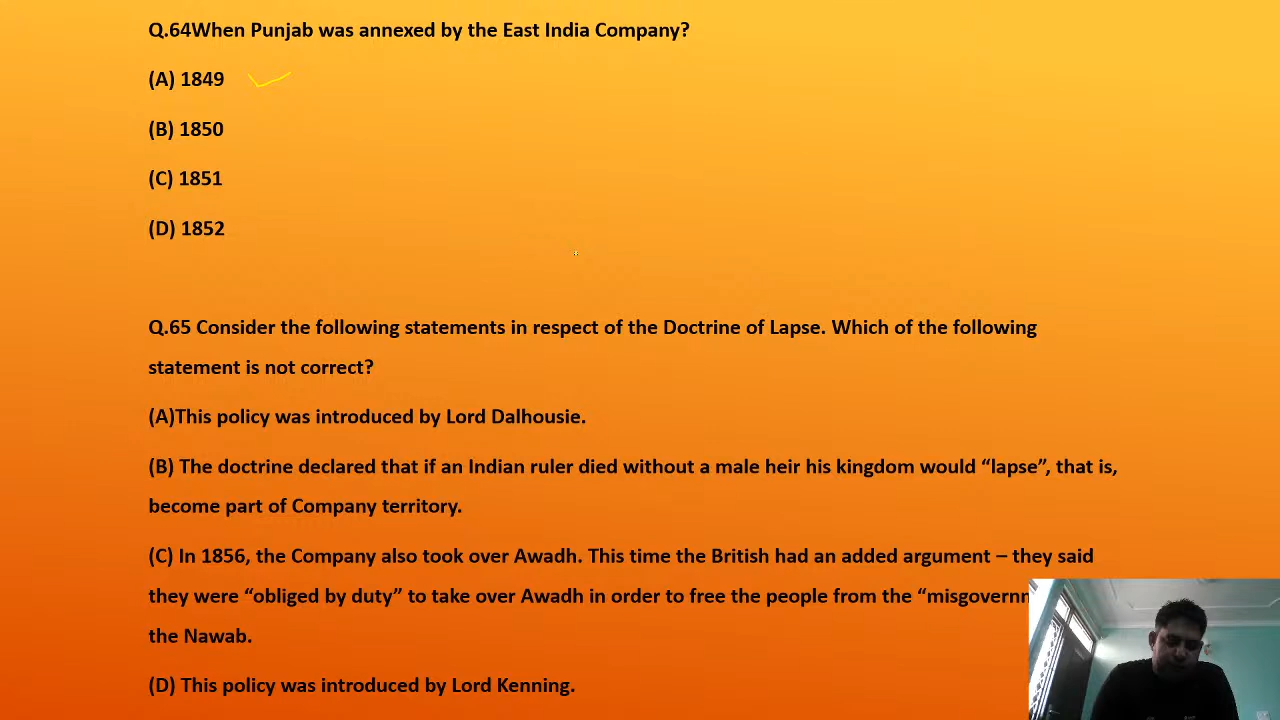 Q.64When Punjab was annexed by the East India Company?
(A) 1849
(B) 1850
(C) 1851
(D) 1852
Q.65 Consider the following statements in respect of the Doctrine of Lapse. Which of the following
statement is not correct?
(A)This policy was introduced by Lord Dalhousie.
(B) The doctrine declared that if an Indian ruler died without a male heir his kingdom would “lapse”, that is,
become part of Company territory.
(C) In 1856, the Company also took over Awadh. This time the British had an added argument – they said
they were “obliged by duty” to take over Awadh in order to free the people from the
the Nawab.
(D) This policy was introduced by Lord Kenning.